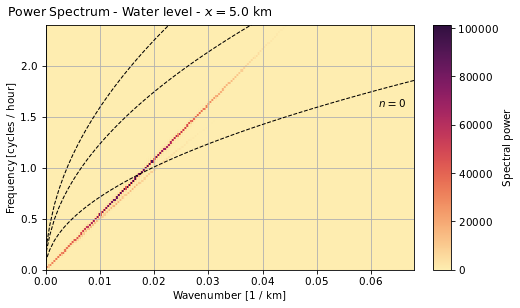 Power Spectrum - Water level - x = 5.0 km
Frequency [cycles / hour]
2.0
1.5
1.0
0.5
0.0
n = 0
0.00 0.01 0.02 0.03 0.04 0.05 0.06
Wavenumber [1 / km]
100000
80000
60000
40000
20000
0
Spectral power